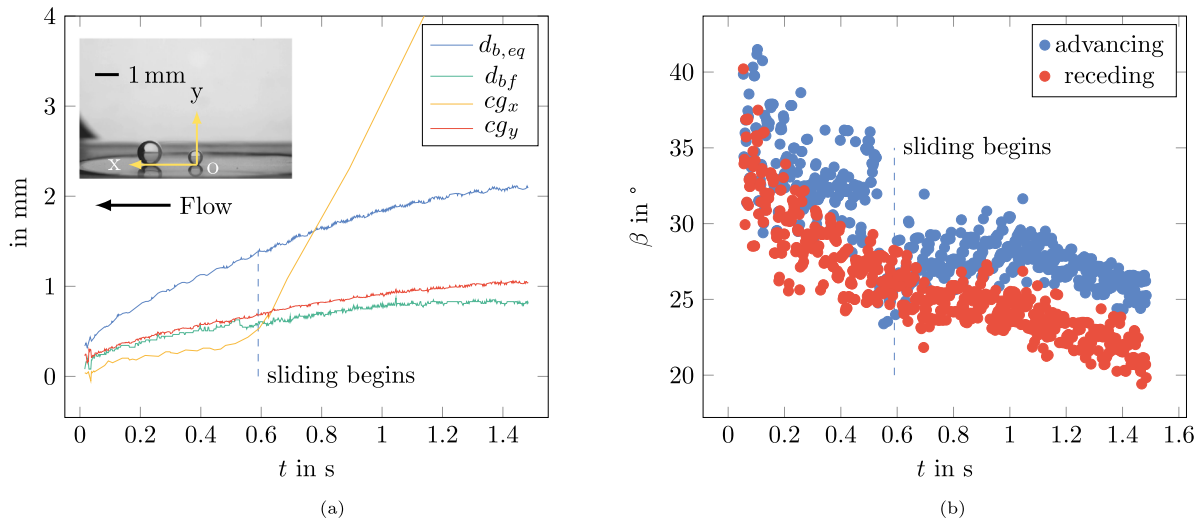 4
3
2
1
0
in mm
0 0.2 0.4 0.6 0.8 1 1.2 1.4
t in s
d_{b,eq}
d_{bf}
cg_x
cg_y
1 mm
y
x
o
Flow
sliding begins
(a)
40
35
30
25
20
β in °
0 0.2 0.4 0.6 0.8 1 1.2 1.4 1.6
t in s
advancing
receding
sliding begins
(b)